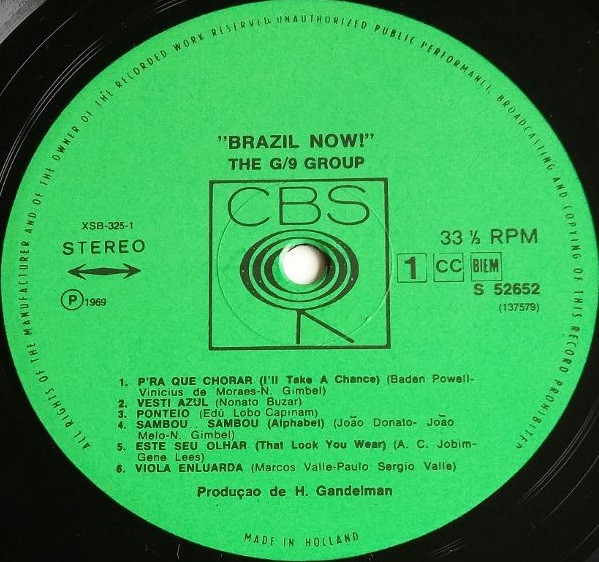 ALL RIGHTS OF THE MANUFACTURER AND OF THE OWNER OF THE RECORDED WORK RESERVED UNAUTHORIZED PUBLIC PERFORMANCE, BROADCASTING AND COPYING OF THIS RECORD PROHIBITED
"BRAZIL NOW!"
THE G/9 GROUP
CBS
XSB-325-1
STEREO
33 ⅓ RPM
1 CC BIEM
S 52652
(137579)
Ⓟ 1969
1. P'RA QUE CHORAR (I'll Take A Chance) (Baden Powell-
Vinicius de Moraes-N. Gimbel)
2. VESTI AZUL (Nonato Buzar)
3. PONTEIO (Edú Lobo Capinam)
4. SAMBOU.. SAMBOU (Alphabet) (João Donato- João
Melo-N. Gimbel)
5. ESTE SEU OLHAR (That Look You Wear) (A. C. Jobim-
Gene Lees)
6. VIOLA ENLUARDA (Marcos Valle-Paulo Sergio Valle)
Produçao de H. Gandelman
MADE IN HOLLAND